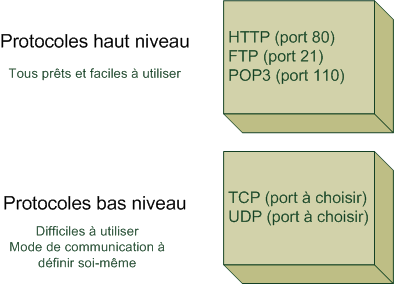 Protocoles haut niveau
Tous prêts et faciles à utiliser
HTTP (port 80)
FTP (port 21)
POP3 (port 110)
Protocoles bas niveau
Difficiles à utiliser
Mode de communication à
définir soi-même
TCP (port à choisir)
UDP (port à choisir)